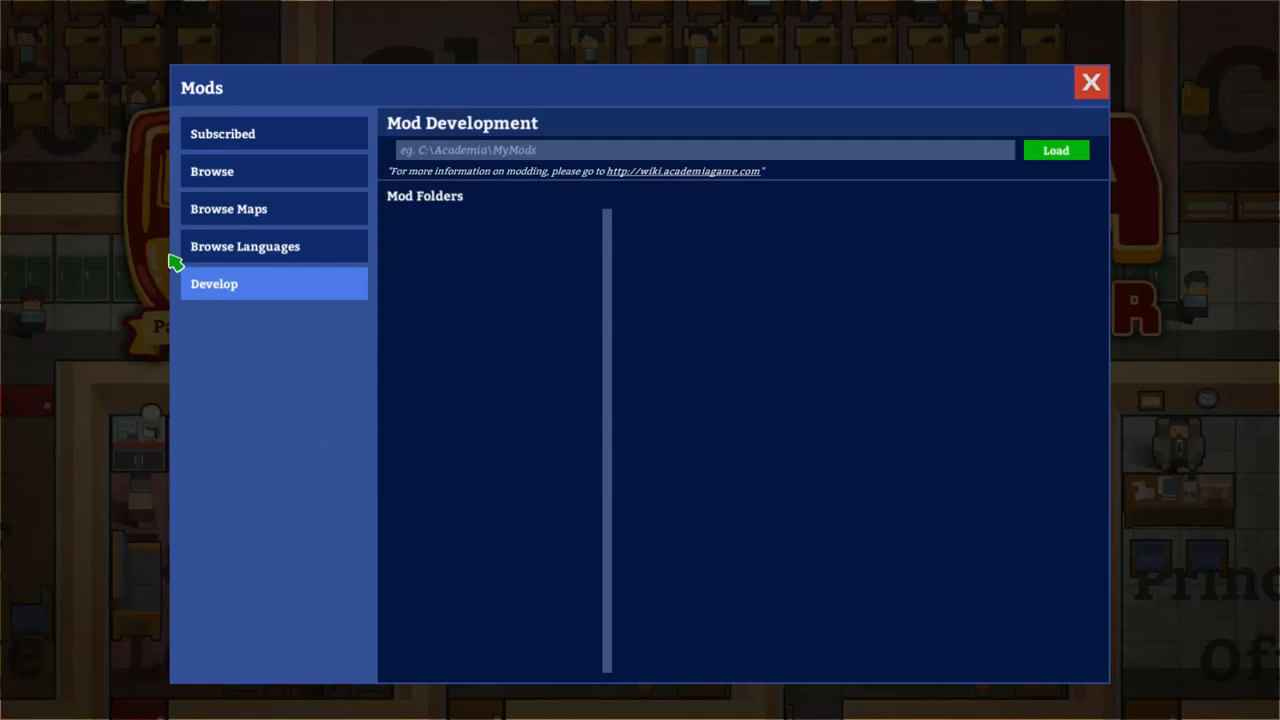 Mods
X
Subscribed
Browse
Browse Maps
Browse Languages
Develop
Mod Development
eg. C:\Academia\MyMods
Load
"For more information on modding, please go to http://wiki.academiagame.com"
Mod Folders